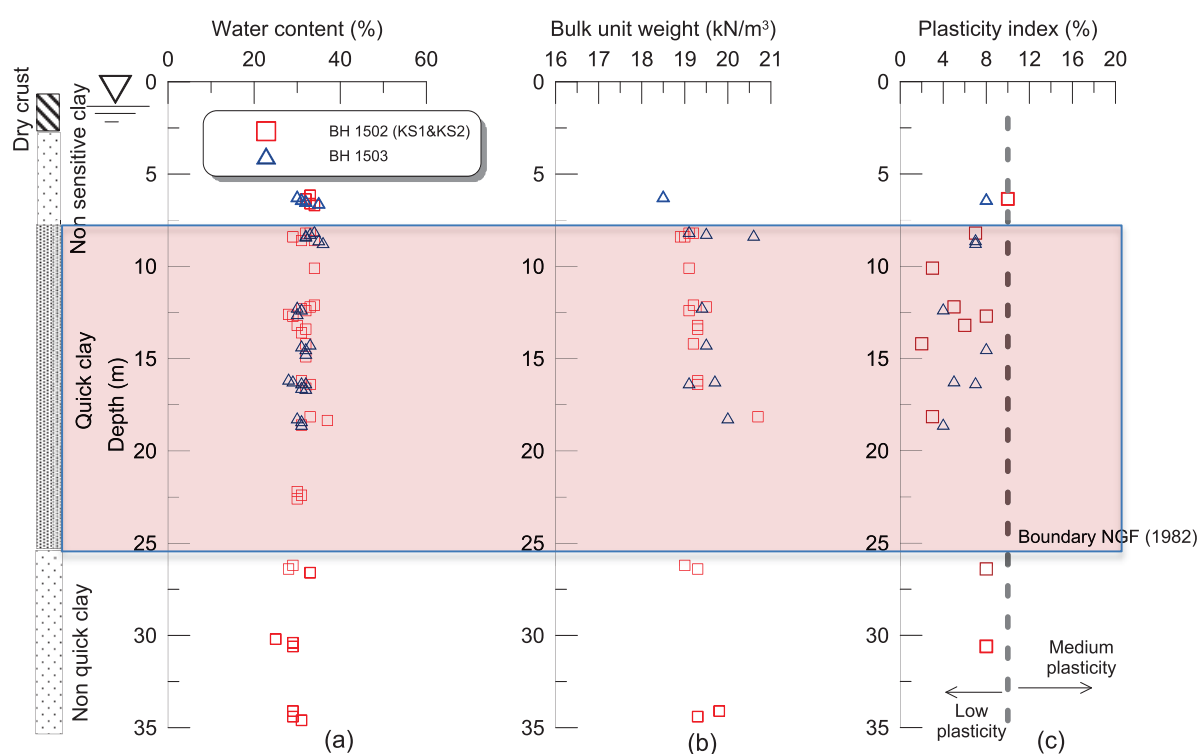 Water content (%)
Bulk unit weight (kN/m³)
Plasticity index (%)
0 20 40 60
16 17 18 19 20 21
0 4 8 12 16 20
Dry crust
Non sensitive clay
Quick clay
Non quick clay
Depth (m)
BH 1502 (KS1&KS2)
BH 1503
0 0 0
5 5 5
10 10 10
15 15 15
20 20 20
25 25 25
30 30 30
35 35 35
Boundary NGF (1982)
Medium
plasticity
Low
plasticity
(a)
(b)
(c)